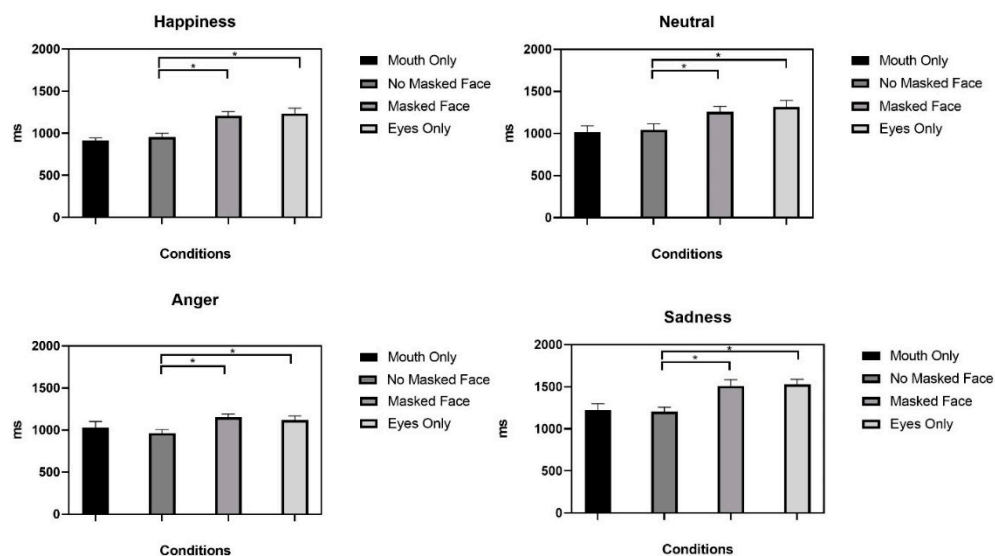 Happiness
2000
1500
1000
500
0
ms
*
*
Conditions
Mouth Only
No Masked Face
Masked Face
Eyes Only
Neutral
2000
1500
1000
500
0
ms
*
*
Conditions
Mouth Only
No Masked Face
Masked Face
Eyes Only
Anger
2000
1500
1000
500
0
ms
*
*
Conditions
Mouth Only
No Masked Face
Masked Face
Eyes Only
Sadness
2000
1500
1000
500
0
ms
*
*
Conditions
Mouth Only
No Masked Face
Masked Face
Eyes Only